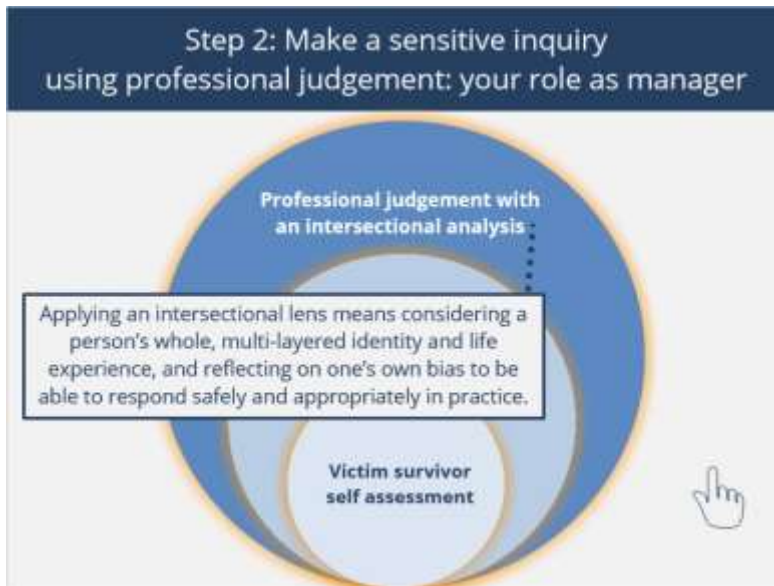 Step 2: Make a sensitive inquiry
using professional judgement: your role as manager
Professional judgement with
an intersectional analysis
Applying an intersectional lens means considering a
person's whole, multi-layered identity and life
experience, and reflecting on one's own bias to be
able to respond safely and appropriately in practice.
Victim survivor
self assessment